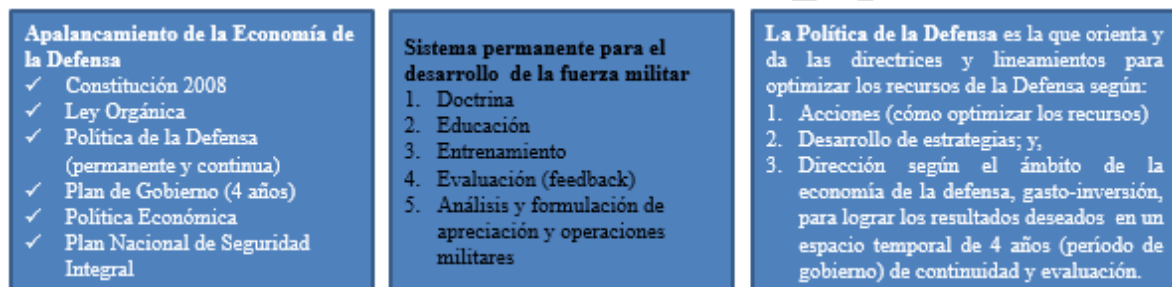 Apalancamiento de la Economía de
la Defensa
✓ Constitución 2008
✓ Ley Orgánica
✓ Política de la Defensa
(permanente y continua)
✓ Plan de Gobierno (4 años)
✓ Política Económica
✓ Plan Nacional de Seguridad
Integral
Sistema permanente para el
desarrollo de la fuerza militar
1. Doctrina
2. Educación
3. Entrenamiento
4. Evaluación (feedback)
5. Análisis y formulación de
apreciación y operaciones
militares
La Política de la Defensa es la que orienta y
da las directrices y lineamientos para
optimizar los recursos de la Defensa según:
1. Acciones (cómo optimizar los recursos)
2. Desarrollo de estrategias; y,
3. Dirección según el ámbito de la
economía de la defensa, gasto-inversión,
para lograr los resultados deseados en un
espacio temporal de 4 años (período de
gobierno) de continuidad y evaluación.